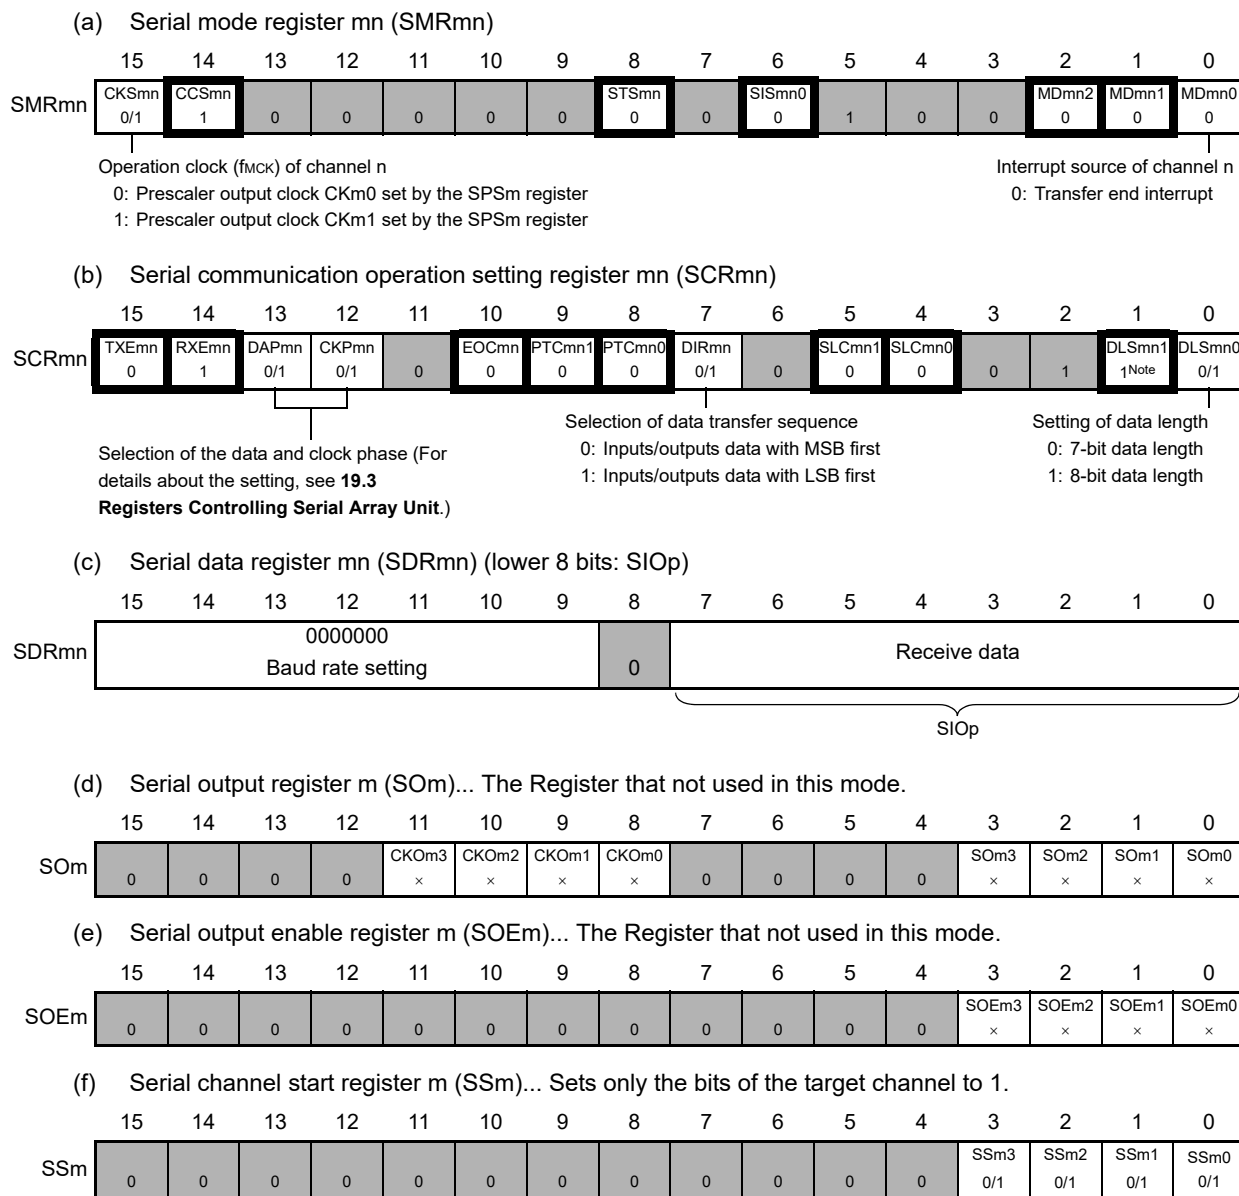 (a) Serial mode register mn (SMRmn)
15 14 13 12 11 10 9 8 7 6 5 4 3 2 1 0
SMRmn CKSmn CCSmn STSmn SISmn0 MDmn2 MDmn1 MDmn0
0/1 1 0 0 0 0 0 0 0 0 1 0 0 0 0 0
Operation clock (fMCK) of channel n Interrupt source of channel n
0: Prescaler output clock CKm0 set by the SPSm register 0: Transfer end interrupt
1: Prescaler output clock CKm1 set by the SPSm register
(b) Serial communication operation setting register mn (SCRmn)
15 14 13 12 11 10 9 8 7 6 5 4 3 2 1 0
SCRmn TXEmn RXEmn DAPmn CKPmn EOCmn PTCmn1 PTCmn0 DIRmn SLCmn1 SLCmn0 DLSmn1 DLSmn0
0 1 0/1 0/1 0 0 0 0 0/1 0 0 0 0 1 1Note 0/1
Selection of data transfer sequence Setting of data length
Selection of the data and clock phase (For 0: Inputs/outputs data with MSB first 0: 7-bit data length
details about the setting, see 19.3 1: Inputs/outputs data with LSB first 1: 8-bit data length
Registers Controlling Serial Array Unit.)
(c) Serial data register mn (SDRmn) (lower 8 bits: SIOp)
15 14 13 12 11 10 9 8 7 6 5 4 3 2 1 0
SDRmn 0000000
Baud rate setting 0 Receive data
SIOp
(d) Serial output register m (SOm)... The Register that not used in this mode.
15 14 13 12 11 10 9 8 7 6 5 4 3 2 1 0
SOm CKOm3 CKOm2 CKOm1 CKOm0 SOm3 SOm2 SOm1 SOm0
0 0 0 0 × × × × 0 0 0 0 × × × ×
(e) Serial output enable register m (SOEm)... The Register that not used in this mode.
15 14 13 12 11 10 9 8 7 6 5 4 3 2 1 0
SOEm SOEm3 SOEm2 SOEm1 SOEm0
0 0 0 0 0 0 0 0 0 0 0 0 × × × ×
(f) Serial channel start register m (SSm)... Sets only the bits of the target channel to 1.
15 14 13 12 11 10 9 8 7 6 5 4 3 2 1 0
SSm SSm3 SSm2 SSm1 SSm0
0 0 0 0 0 0 0 0 0 0 0 0 0/1 0/1 0/1 0/1